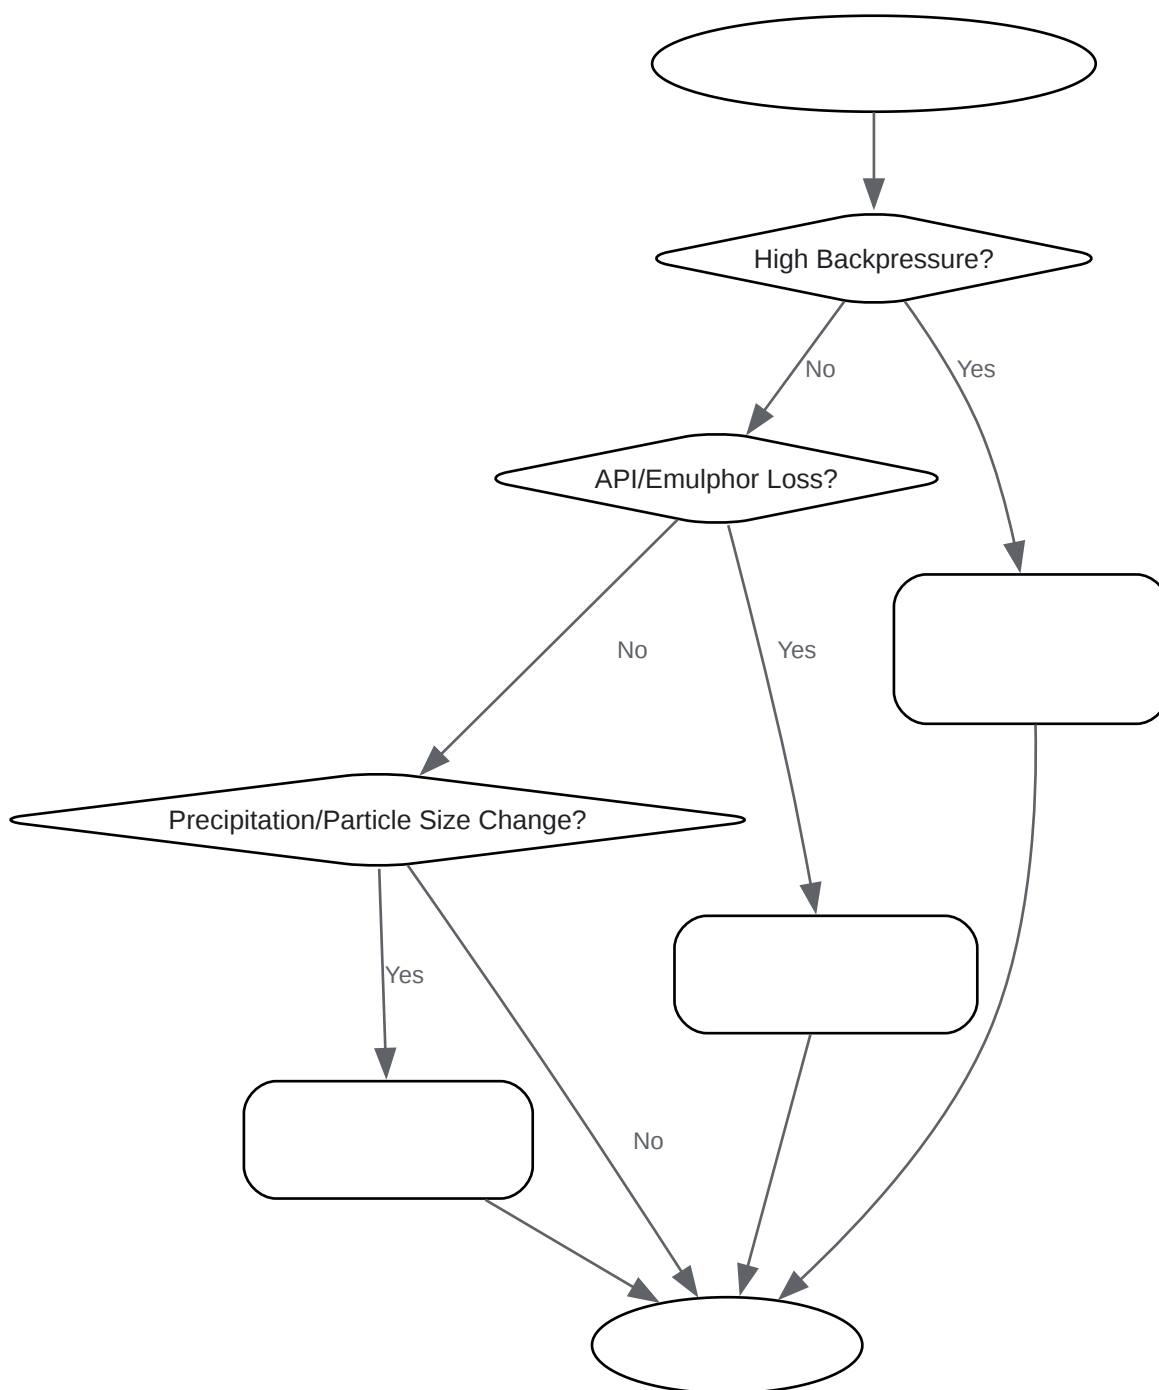 High Backpressure?
No
Yes
API/Emulphor Loss?
No
Yes
Precipitation/Particle Size Change?
Yes
No